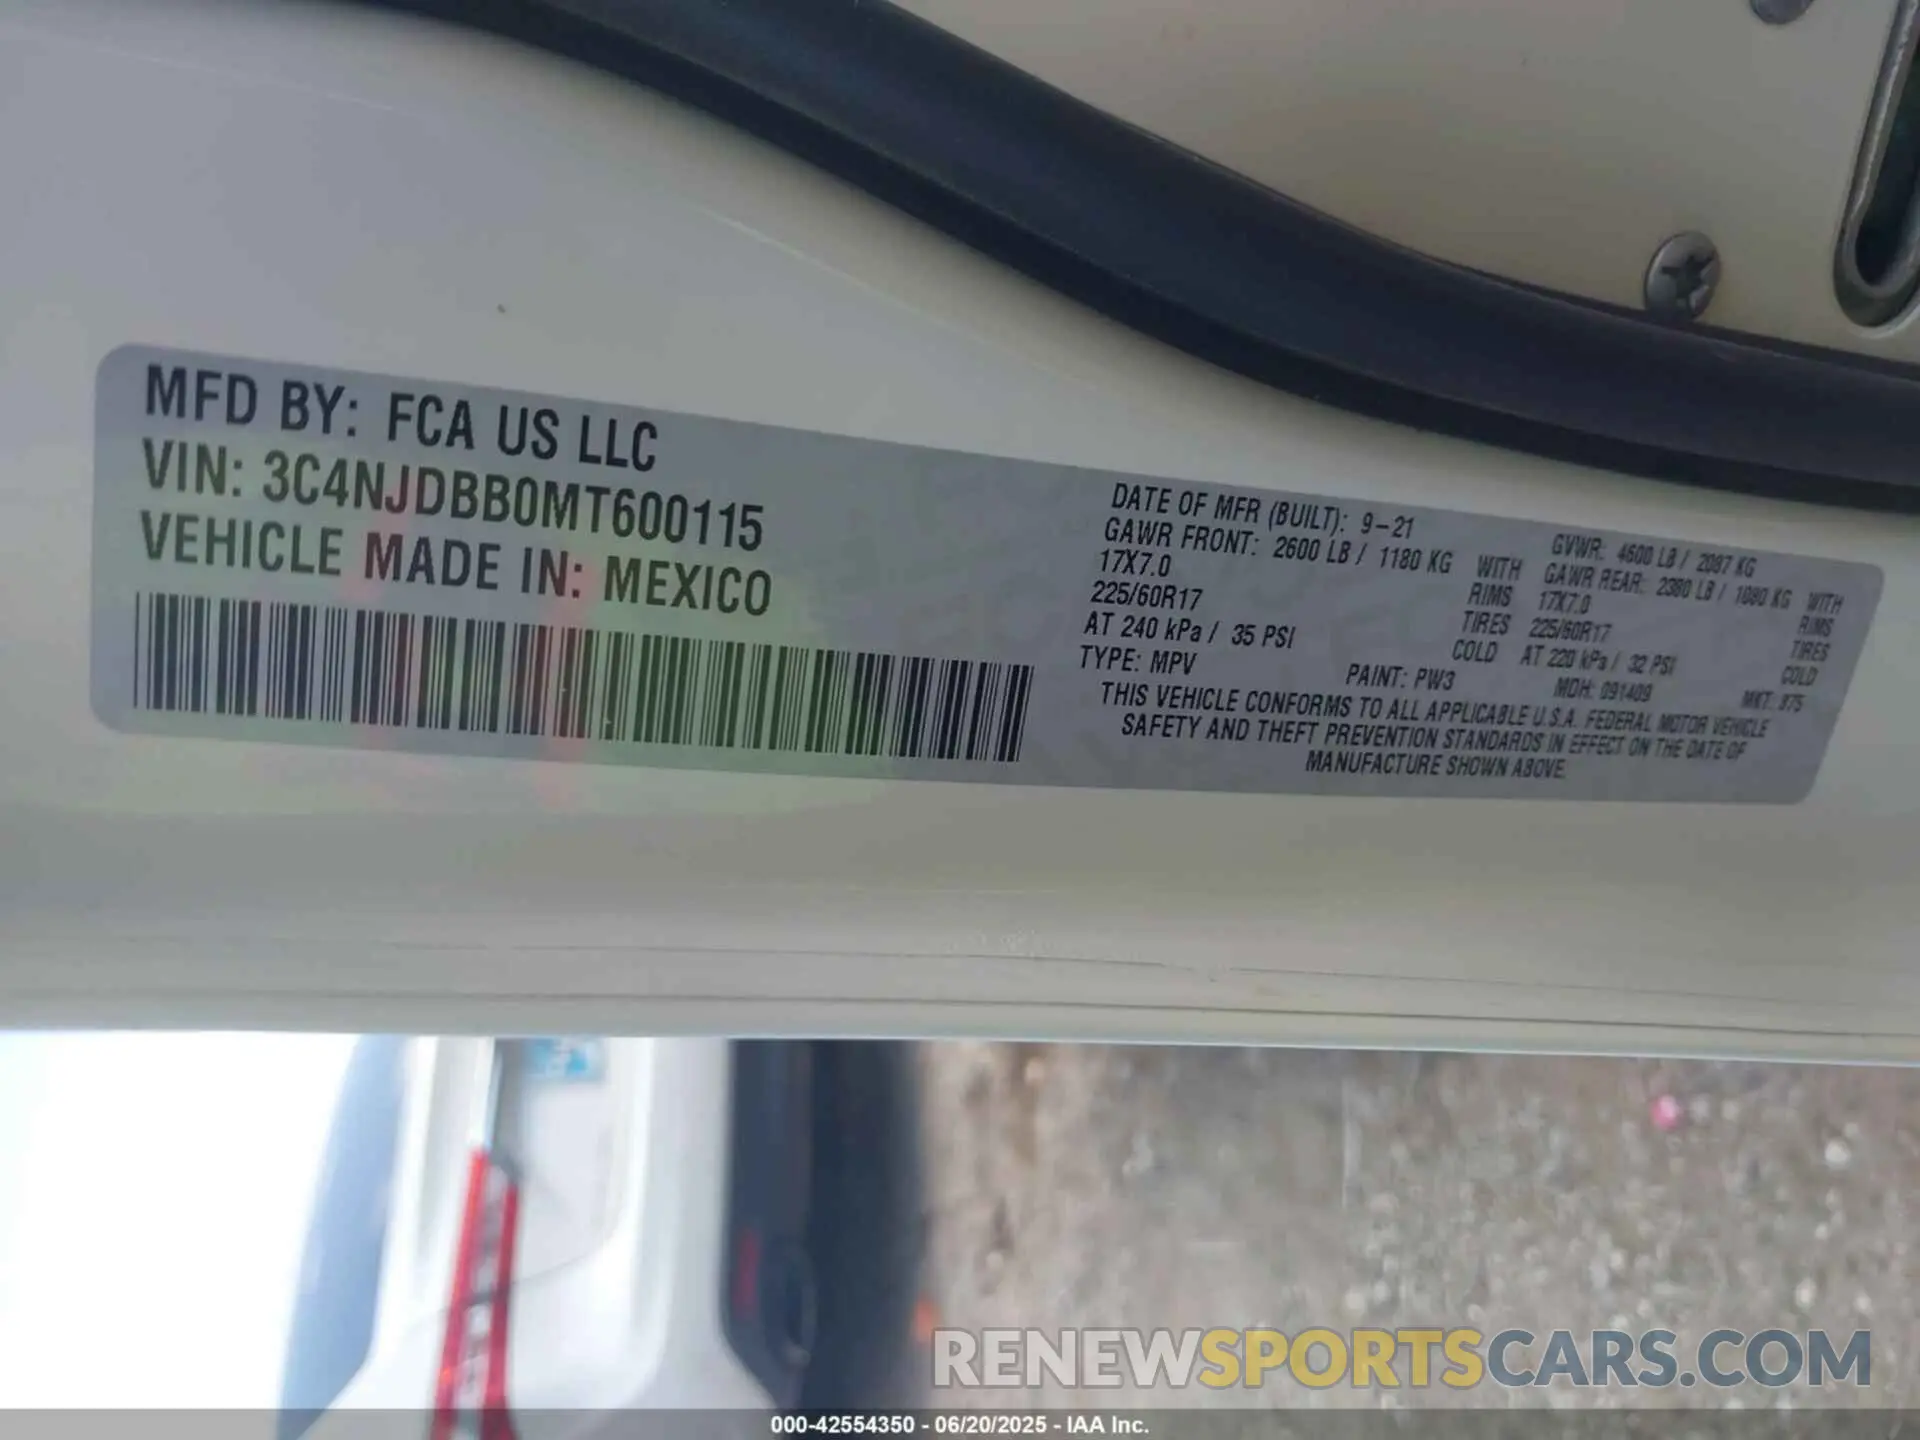 MFD BY: FCA US LLC
VIN: 3C4NJDBB0MT600115
VEHICLE MADE IN: MEXICO
DATE OF MFR (BUILT): 9-21 GVWR: 4600 LB / 2087 KG
GAWR FRONT: 2600 LB / 1180 KG WITH GAWR REAR: 2380 LB / 1080 KG WITH
17X7.0 RIMS 17X7.0 RIMS
225/60R17 TIRES 225/60R17 TIRES
AT 240 kPa / 35 PSI COLD AT 220 kPa / 32 PSI COLD
TYPE: MPV PAINT: PW3 MDH: 091409 MKT:
THIS VEHICLE CONFORMS TO ALL APPLICABLE U.S.A. FEDERAL MOTOR VEHICLE
SAFETY AND THEFT PREVENTION STANDARDS IN EFFECT ON THE DATE OF
MANUFACTURE SHOWN ABOVE.
RENEWSPORTSCARS.COM
000-42554350 - 06/20/2025 - IAA Inc.